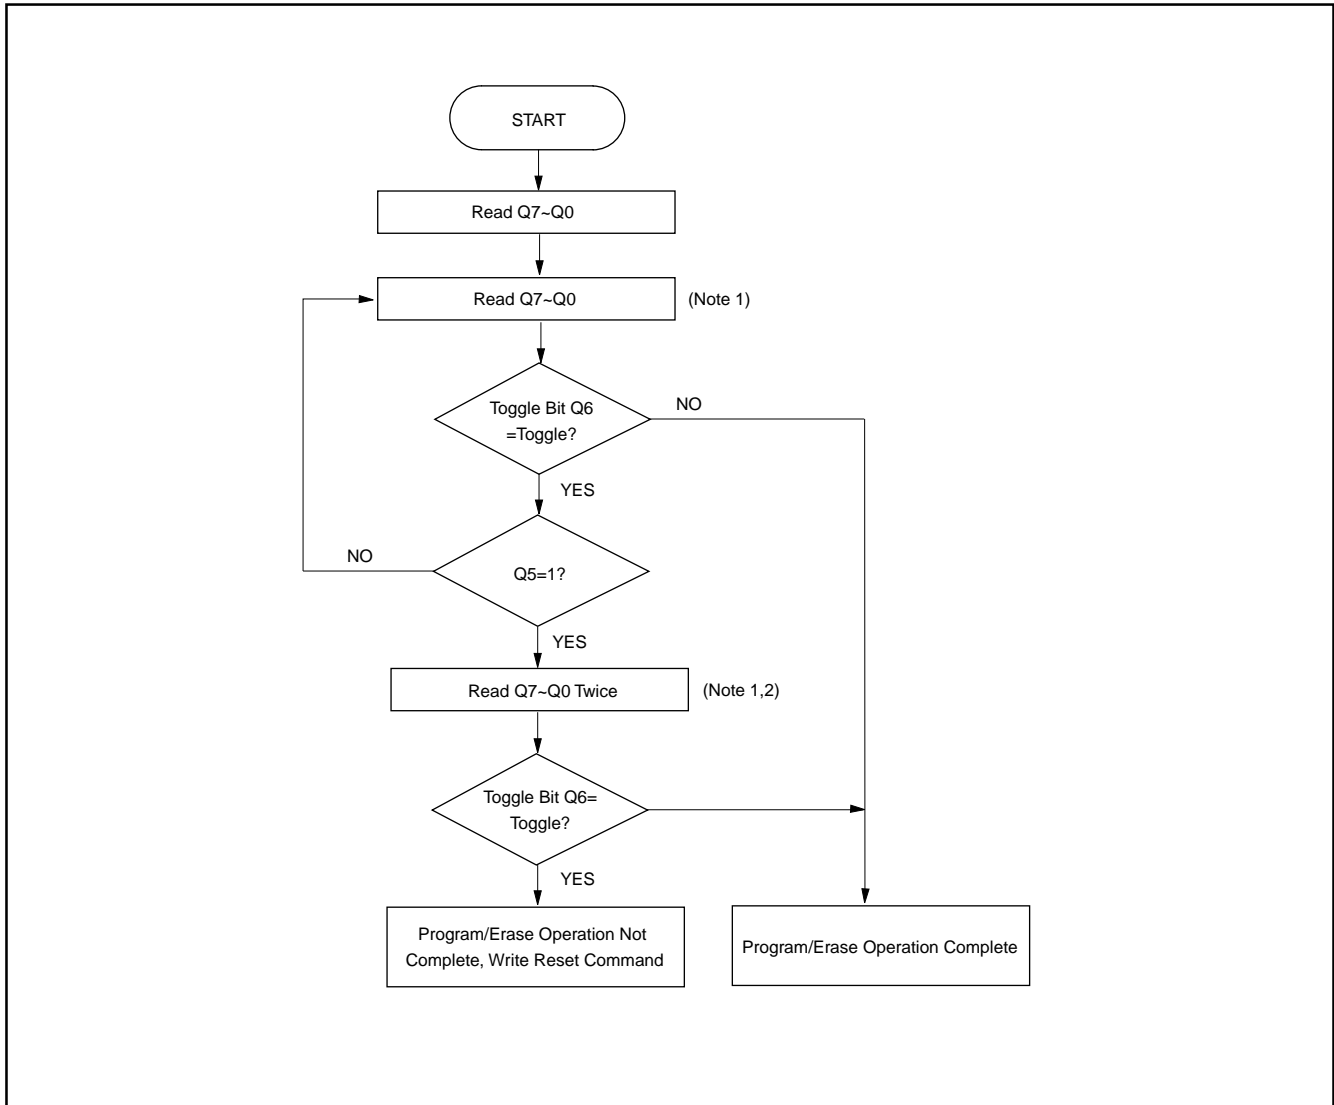 START
Read Q7~Q0
Read Q7~Q0
(Note 1)
Toggle Bit Q6
=Toggle?
NO
YES
NO
Q5=1?
YES
Read Q7~Q0 Twice
(Note 1,2)
Toggle Bit Q6=
Toggle?
YES
Program/Erase Operation Not
Complete, Write Reset Command
Program/Erase Operation Complete